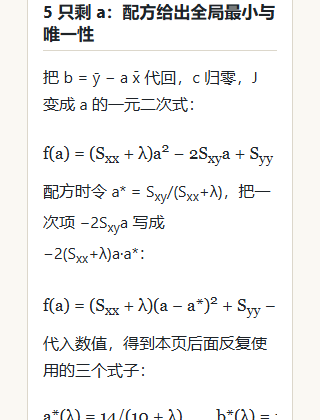 5 只剩 a：配方给出全局最小与
唯一性
把 b = ȳ − a x̄ 代回，c 归零，J
变成 a 的一元二次式：
f(a) = (Sxx + λ)a² − 2Sxya + Syy
配方时令 a* = Sxy/(Sxx+λ)，把一
次项 −2Sxya 写成
−2(Sxx+λ)a·a*：
f(a) = (Sxx + λ)(a − a*)² + Syy −
代入数值，得到本页后面反复使
用的三个式子：
a*(λ) = 14/(10 + λ) b*(λ) =